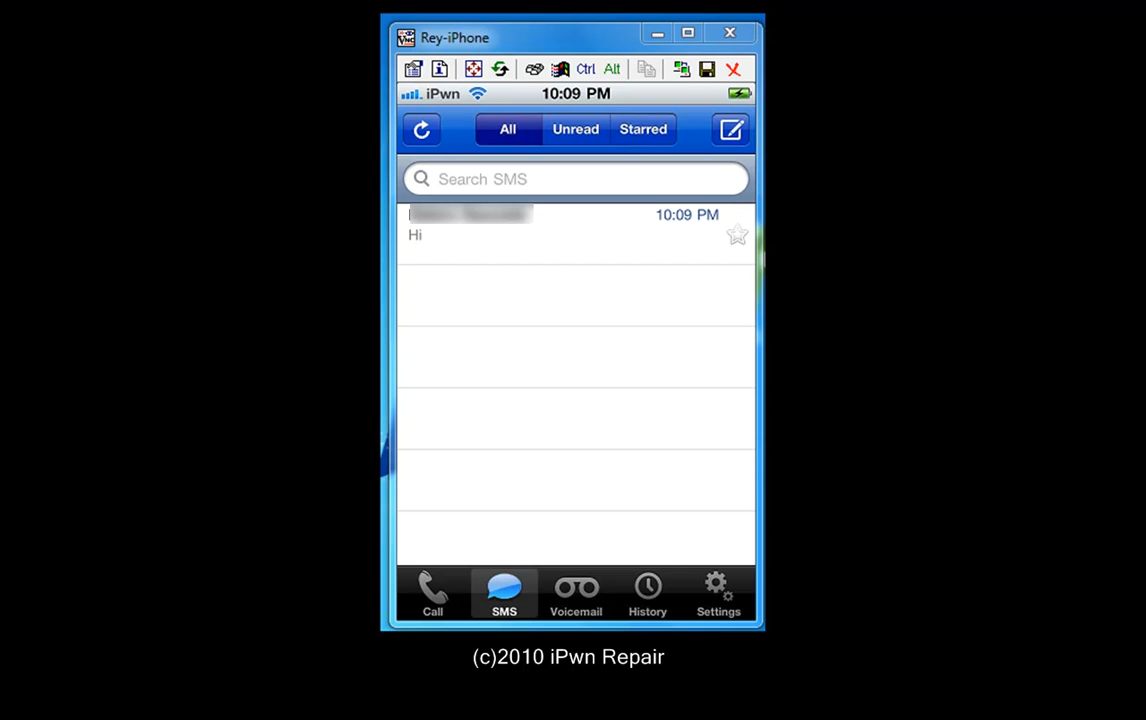 Rey-iPhone
Ctrl Alt
iPwn 10:09 PM
All Unread Starred
Search SMS
10:09 PM
Hi
Call SMS Voicemail History Settings
(c)2010 iPwn Repair